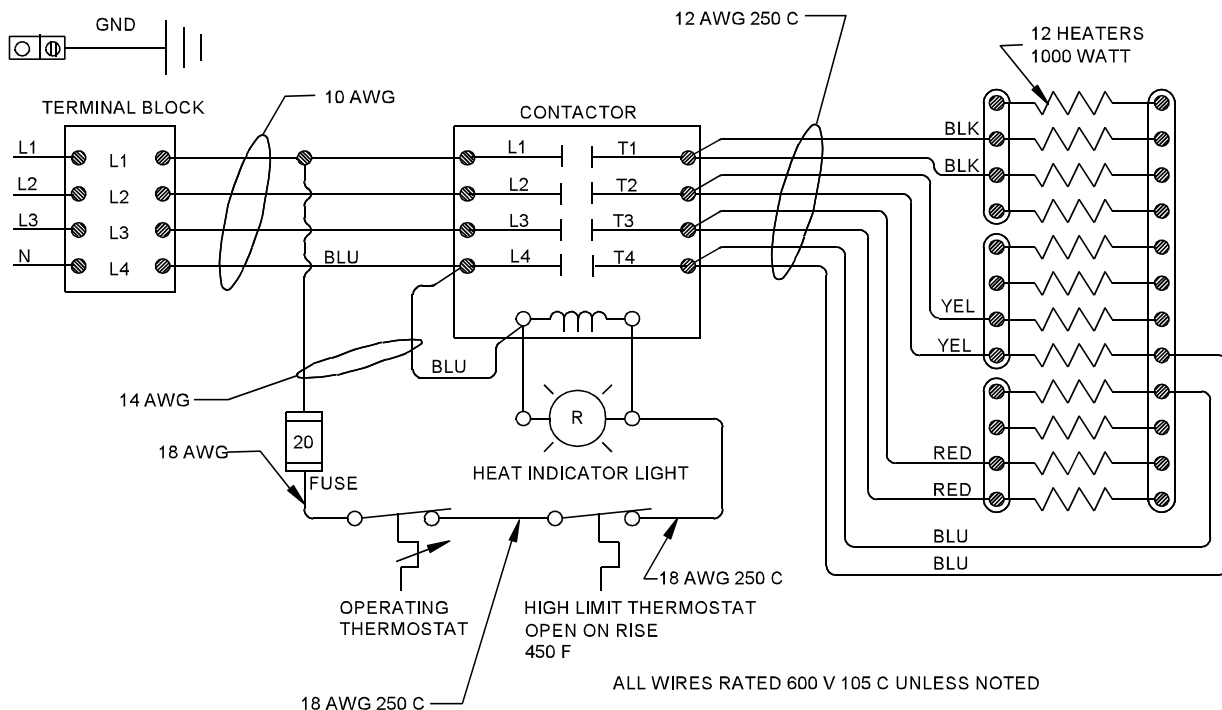 GND
12 AWG 250 C
12 HEATERS
1000 WATT
10 AWG
TERMINAL BLOCK
CONTACTOR
L1
L1
L1
T1
BLK
L2
L2
L2
T2
BLK
L3
L3
L3
T3
N
L4
BLU
L4
T4
YEL
YEL
BLU
14 AWG
R
18 AWG
20
HEAT INDICATOR LIGHT
RED
FUSE
RED
BLU
BLU
18 AWG 250 C
OPERATING
THERMOSTAT
HIGH LIMIT THERMOSTAT
OPEN ON RISE
450 F
ALL WIRES RATED 600 V 105 C UNLESS NOTED
18 AWG 250 C